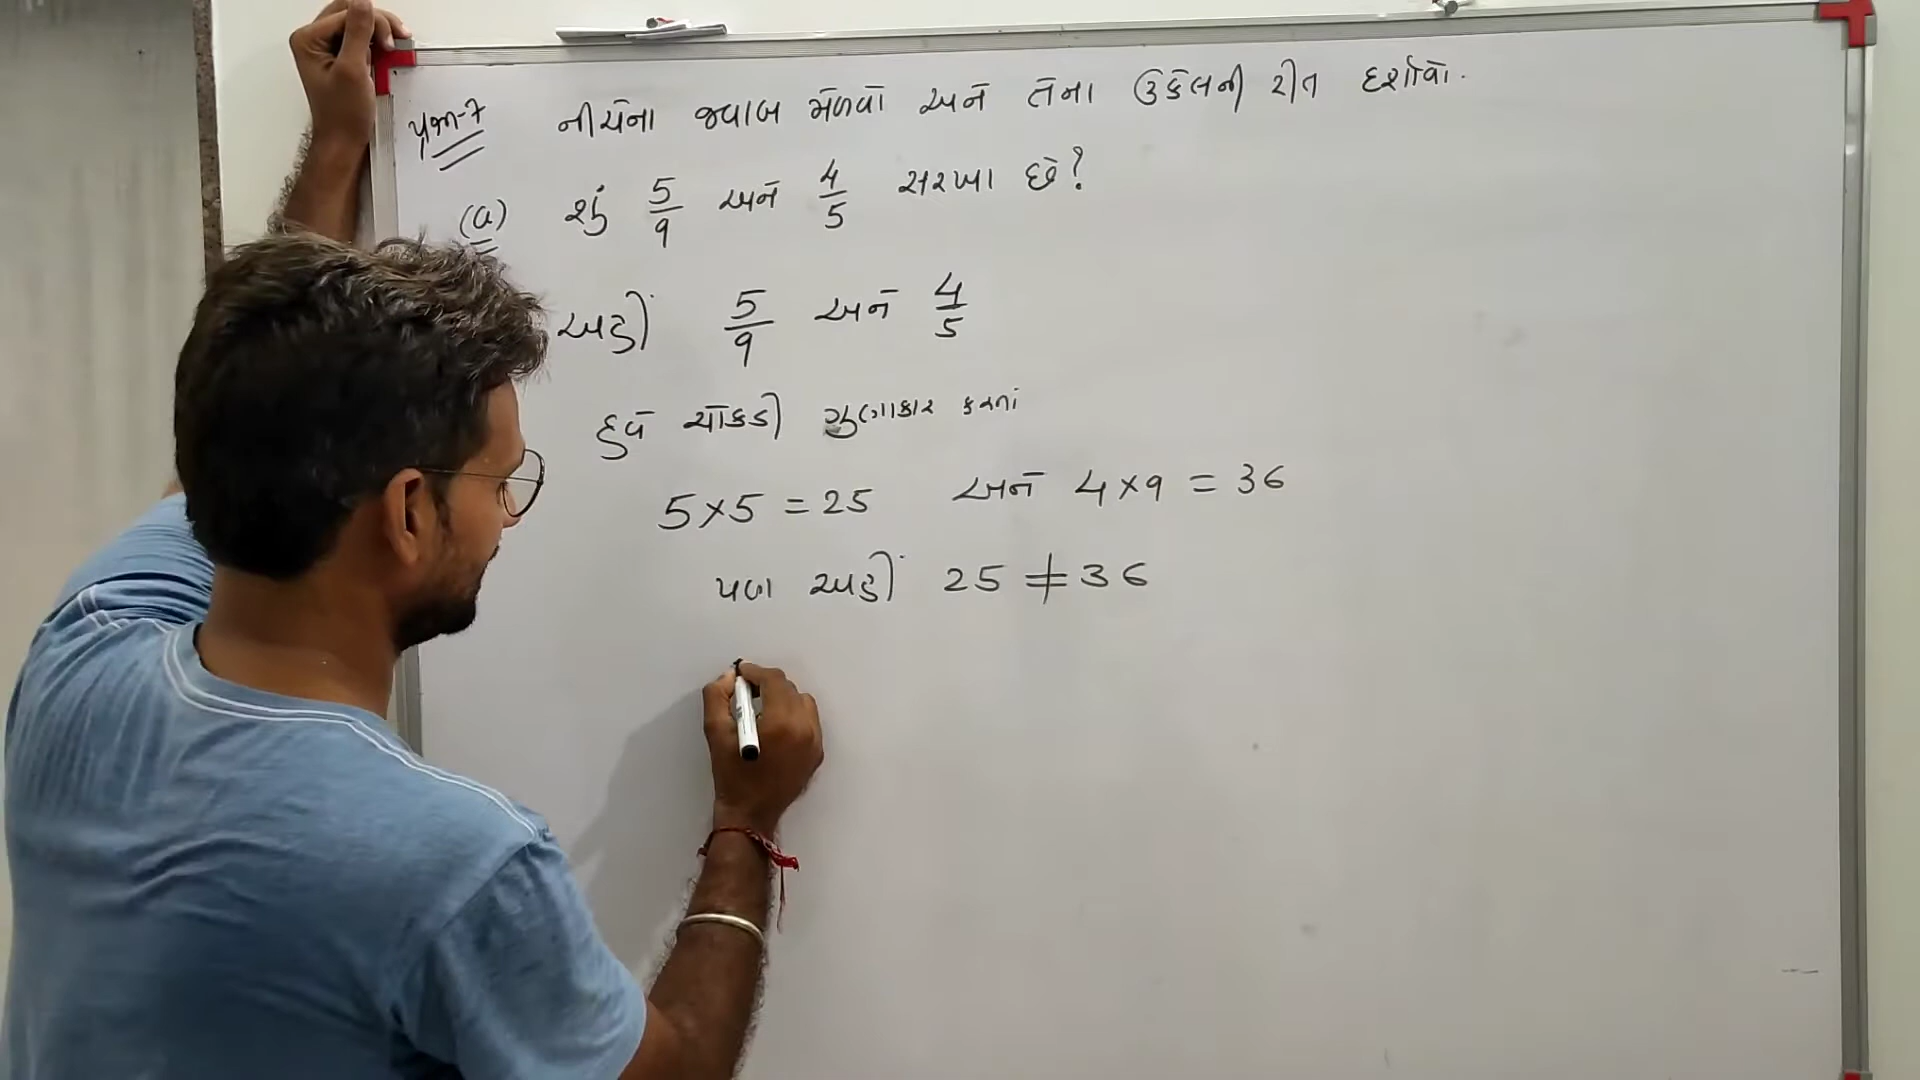 પ્રશ્ન-7 નીચેના જવાબ મેળવો અને તેના ઉકેલની રીત દર્શાવો.
(a) શું 5/9 અને 4/5 સરખા છે?
અહીં 5/9 અને 4/5
હવે ચોકડી ગુણાકાર કરતાં
5×5 = 25 અને 4×9 = 36
પણ અહીં 25 ≠ 36